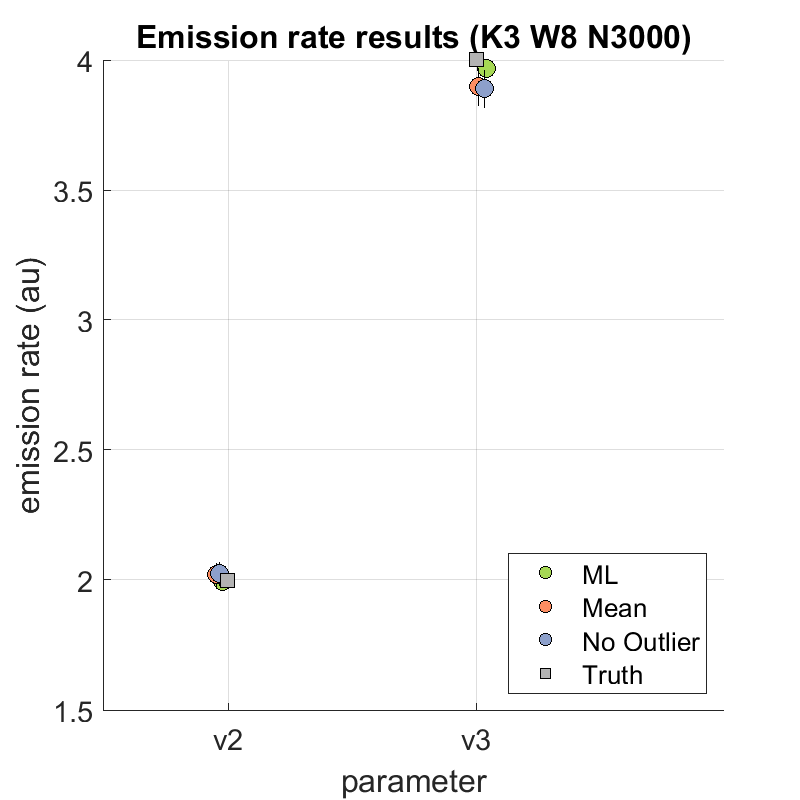 Emission rate results (K3 W8 N3000)
4
3.5
3
2.5
2
1.5
emission rate (au)
v2
v3
parameter
ML
Mean
No Outlier
Truth